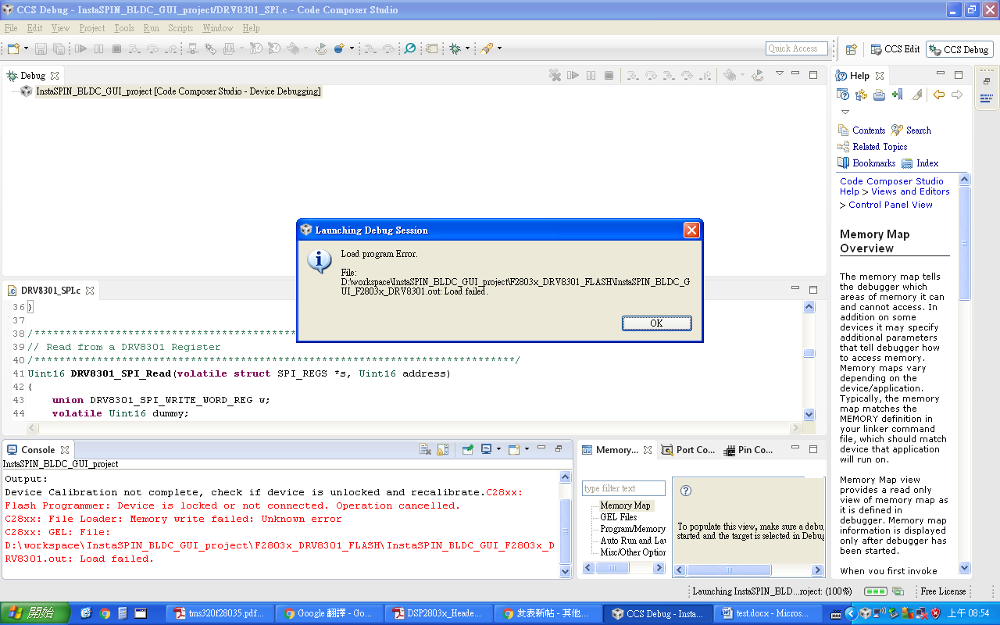 CCS Debug - InstaSPIN_BLDC_GUI_project/DRV8301_SPI.c - Code Composer Studio
File Edit View Project Tools Run Scripts Window Help
Quick Access
CCS Edit
CCS Debug
Debug
InstaSPIN_BLDC_GUI_project [Code Composer Studio - Device Debugging]
Launching Debug Session
Load program Error.
File:
D:\workspace\InstaSPIN_BLDC_GUI_project\F2803x_DRV8301_FLASH\InstaSPIN_BLDC_G
UI_F2803x_DRV8301.out: Load failed.
OK
DRV8301_SPI.c
36 }
37
38 /*****************************************
39 // Read from a DRV8301 Register
40 /*****************************************************************************/
41 Uint16 DRV8301_SPI_Read(volatile struct SPI_REGS *s, Uint16 address)
42 {
43 union DRV8301_SPI_WRITE_WORD_REG w;
44 volatile Uint16 dummy;
Console
InstaSPIN_BLDC_GUI_project
Output:
Device Calibration not complete, check if device is unlocked and recalibrate.C28xx:
Flash Programmer: Device is locked or not connected. Operation cancelled.
C28xx: File Loader: Memory write failed: Unknown error
C28xx: GEL: File:
D:\workspace\InstaSPIN_BLDC_GUI_project\F2803x_DRV8301_FLASH\InstaSPIN_BLDC_GUI_F2803x_D
RV8301.out: Load failed.
Memory...
Port Co...
Pin Co...
type filter text
Memory Map
GEL Files
Program/Memory
Auto Run and Lau
Misc/Other Option
To populate this view, make sure a debu
started and the target is selected in Debug
Help
Contents
Search
Related Topics
Bookmarks
Index
Code Composer Studio
Help > Views and Editors
> Control Panel View
Memory Map
Overview
The memory map tells
the debugger which
areas of memory it can
and cannot access. In
addition on some
devices it may specify
additional parameters
that tell debugger how
to access memory.
Memory maps vary
depending on the
device/application.
Typically, the memory
map matches the
MEMORY definition in
your linker command
file, which should match
device that application
will run on.
Memory Map view
provides a read only
view of memory map as
it is defined in
debugger. Memory map
information is displayed
only after debugger has
been started.
When you first invoke
Launching InstaSPIN_BLD...roject: (100%)
Free License
開始
tms320f28035.pdf...
Google 翻譯 - Go...
DSP2803x_Heade...
发表新帖 - 其他...
CCS Debug - Insta...
test.docx - Micros...
上午 08:54